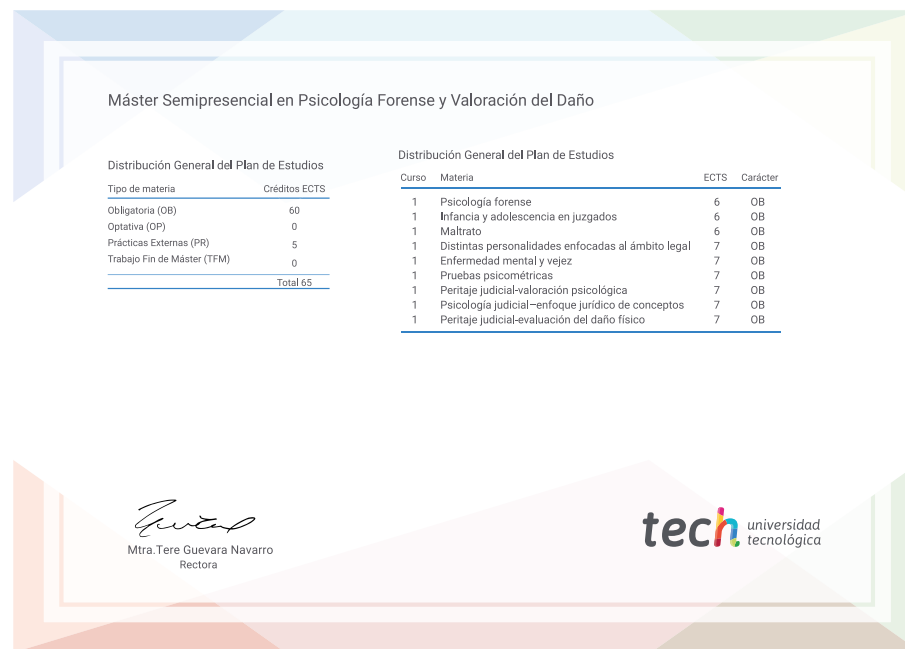 Máster Semipresencial en Psicología Forense y Valoración del Daño
Distribución General del Plan de Estudios
Tipo de materia Créditos ECTS
Obligatoria (OB) 60
Optativa (OP) 0
Prácticas Externas (PR) 5
Trabajo Fin de Máster (TFM) 0
Total 65
Distribución General del Plan de Estudios
Curso Materia ECTS Carácter
1 Psicología forense 6 OB
1 Infancia y adolescencia en juzgados 6 OB
1 Maltrato 6 OB
1 Distintas personalidades enfocadas al ámbito legal 7 OB
1 Enfermedad mental y vejez 7 OB
1 Pruebas psicométricas 7 OB
1 Peritaje judicial-valoración psicológica 7 OB
1 Psicología judicial–enfoque jurídico de conceptos 7 OB
1 Peritaje judicial-evaluación del daño físico 7 OB
Mtra.Tere Guevara Navarro
Rectora
tech universidad
tecnológica